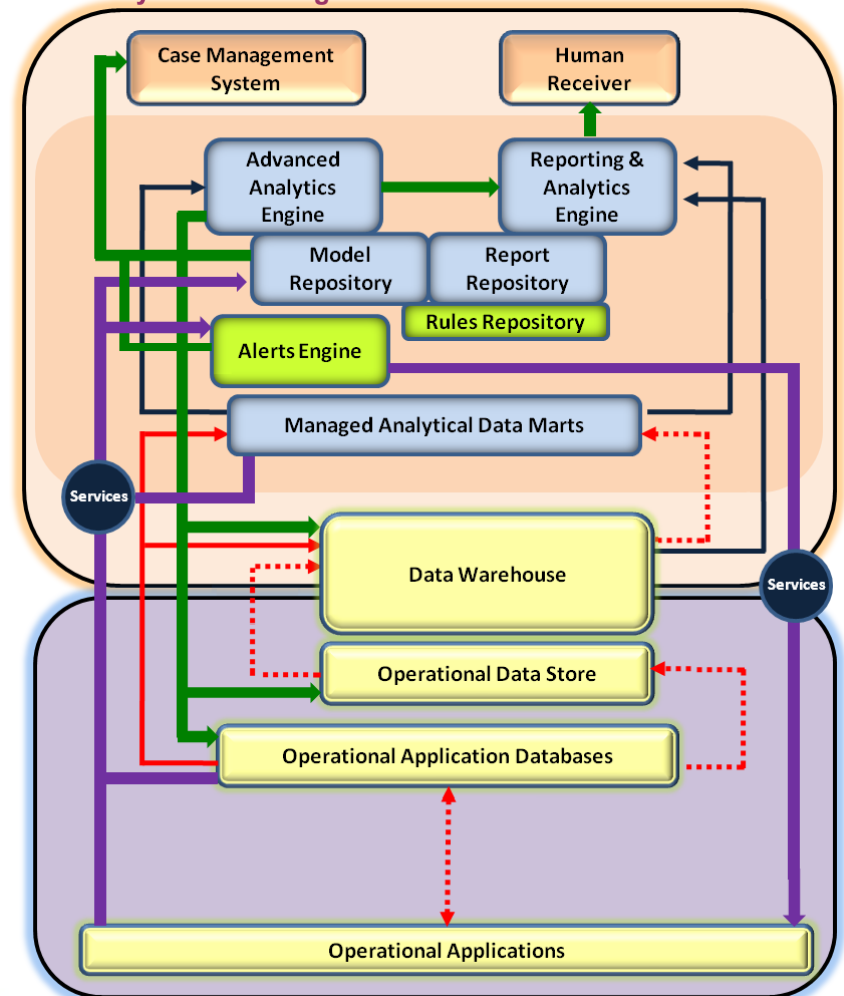 Case Management
System
Human
Receiver
Advanced
Analytics
Engine
Reporting &
Analytics
Engine
Model
Repository
Report
Repository
Rules Repository
Alerts Engine
Managed Analytical Data Marts
Services
Data Warehouse
Services
Operational Data Store
Operational Application Databases
Operational Applications